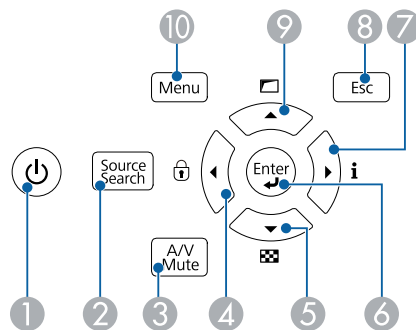 10 9 8 7
Menu
Esc
Source
Search
Enter
i
A/V
Mute
1 2 3 4 5 6